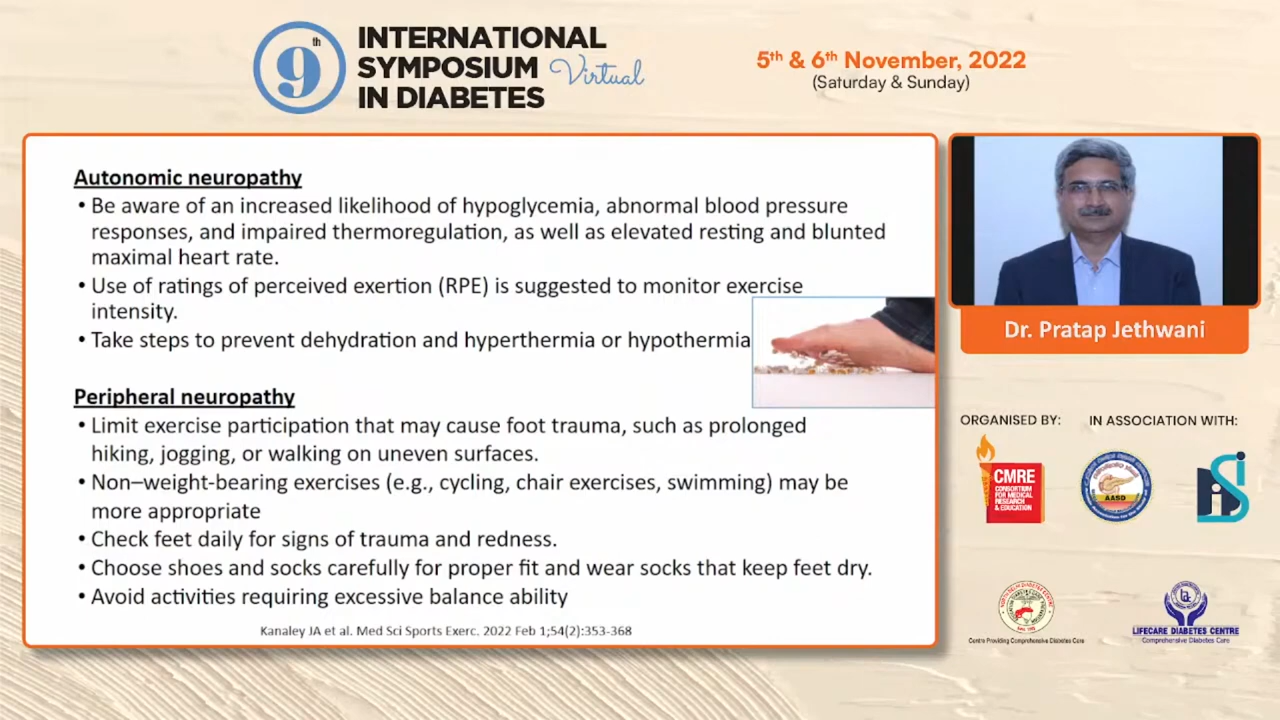 9th
INTERNATIONAL
SYMPOSIUM Virtual
IN DIABETES
5th & 6th November, 2022
(Saturday & Sunday)
Autonomic neuropathy
• Be aware of an increased likelihood of hypoglycemia, abnormal blood pressure
responses, and impaired thermoregulation, as well as elevated resting and blunted
maximal heart rate.
• Use of ratings of perceived exertion (RPE) is suggested to monitor exercise
intensity.
• Take steps to prevent dehydration and hyperthermia or hypothermia
Peripheral neuropathy
• Limit exercise participation that may cause foot trauma, such as prolonged
hiking, jogging, or walking on uneven surfaces.
• Non–weight-bearing exercises (e.g., cycling, chair exercises, swimming) may be
more appropriate
• Check feet daily for signs of trauma and redness.
• Choose shoes and socks carefully for proper fit and wear socks that keep feet dry.
• Avoid activities requiring excessive balance ability
Kanaley JA et al. Med Sci Sports Exerc. 2022 Feb 1;54(2):353-368
Dr. Pratap Jethwani
ORGANISED BY:
IN ASSOCIATION WITH:
CMRE
CONSORTIUM
FOR MEDICAL
RESEARCH
& EDUCATION
AASD
Centre Providing Comprehensive Diabetes Care
LIFECARE DIABETES CENTRE
Comprehensive Diabetes Care